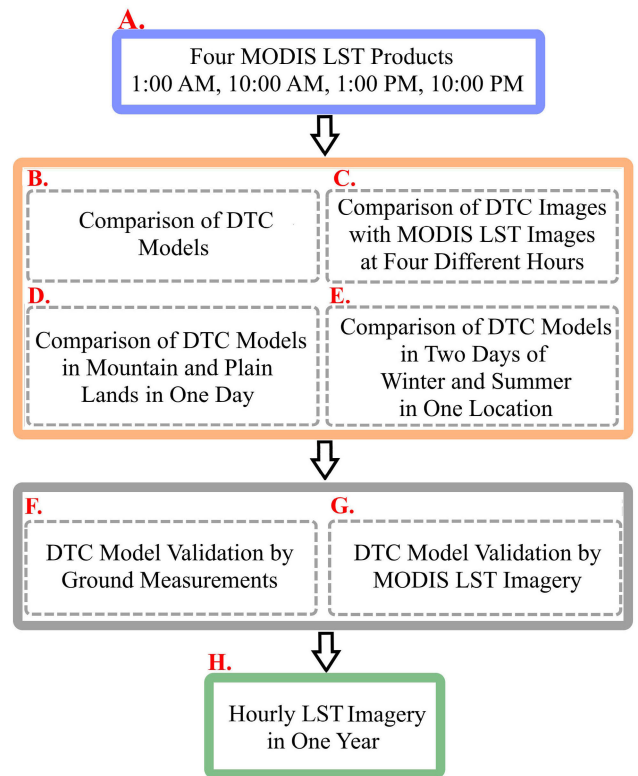 A.
Four MODIS LST Products
1:00 AM, 10:00 AM, 1:00 PM, 10:00 PM
B.
Comparison of DTC
Models
C.
Comparison of DTC Images
with MODIS LST Images
at Four Different Hours
D.
Comparison of DTC Models
in Mountain and Plain
Lands in One Day
E.
Comparison of DTC Models
in Two Days of
Winter and Summer
in One Location
F.
DTC Model Validation by
Ground Measurements
G.
DTC Model Validation by
MODIS LST Imagery
H.
Hourly LST Imagery
in One Year